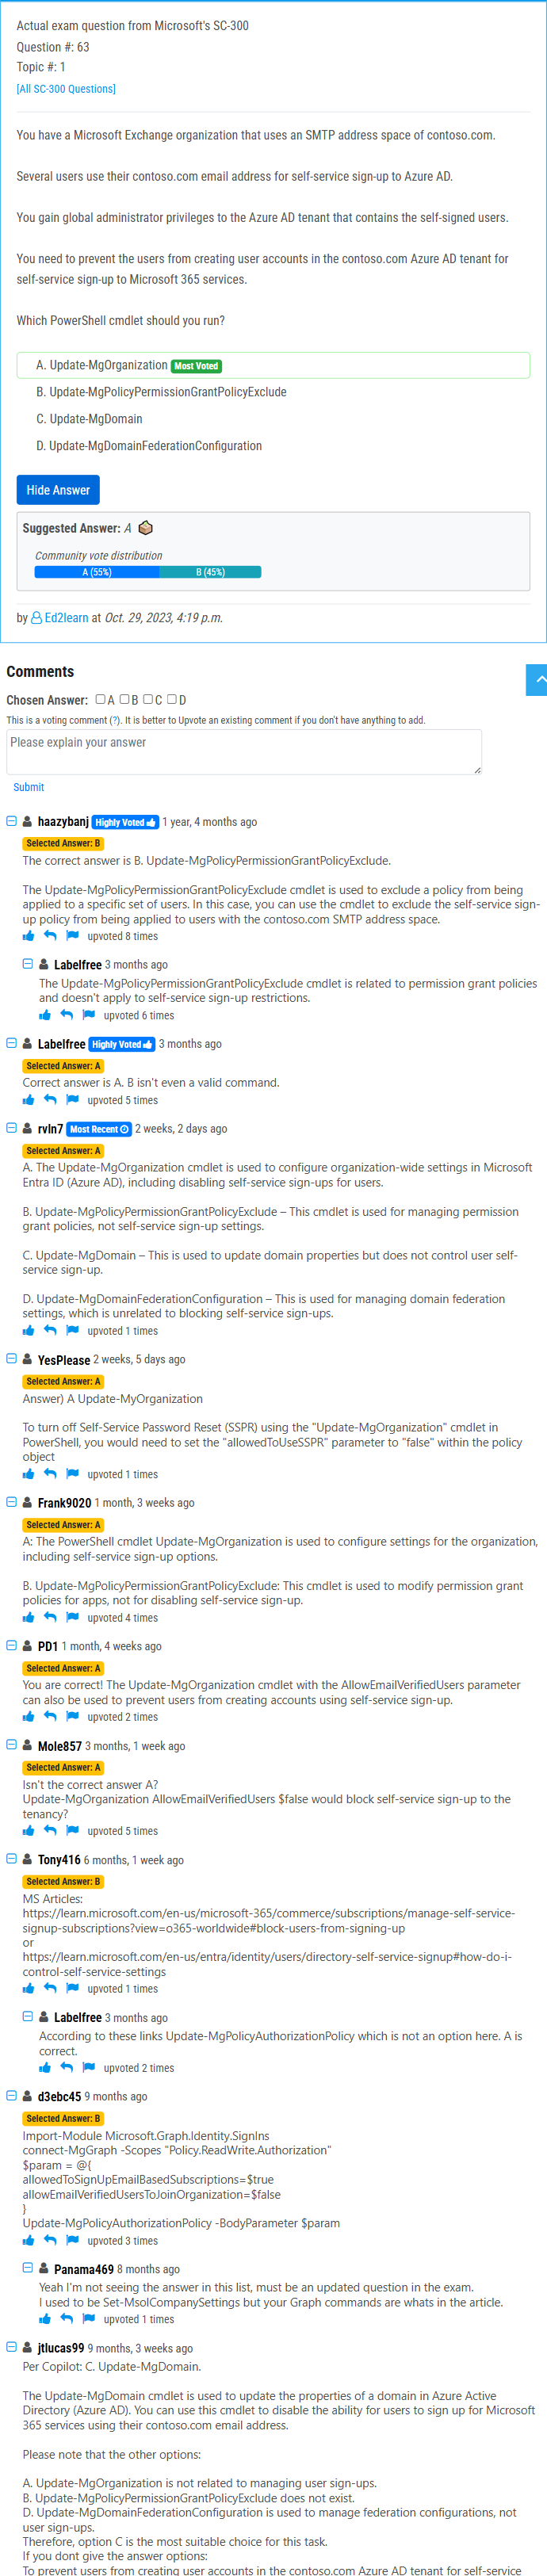 Actual exam question from Microsoft's SC-300
Question #: 63
Topic #: 1
[All SC-300 Questions]
You have a Microsoft Exchange organization that uses an SMTP address space of contoso.com.
Several users use their contoso.com email address for self-service sign-up to Azure AD.
You gain global administrator privileges to the Azure AD tenant that contains the self-signed users.
You need to prevent the users from creating user accounts in the contoso.com Azure AD tenant for
self-service sign-up to Microsoft 365 services.
Which PowerShell cmdlet should you run?
A. Update-MgOrganization Most Voted
B. Update-MgPolicyPermissionGrantPolicyExclude
C. Update-MgDomain
D. Update-MgDomainFederationConfiguration
Hide Answer
Suggested Answer: A
Community vote distribution
A (55%) B (45%)
by Ed2learn at Oct. 29, 2023, 4:19 p.m.
Comments
Chosen Answer: A B C D
This is a voting comment (?). It is better to Upvote an existing comment if you don't have anything to add.
Please explain your answer
Submit
haazybanj Highly Voted 1 year, 4 months ago
Selected Answer: B
The correct answer is B. Update-MgPolicyPermissionGrantPolicyExclude.
The Update-MgPolicyPermissionGrantPolicyExclude cmdlet is used to exclude a policy from being
applied to a specific set of users. In this case, you can use the cmdlet to exclude the self-service sign-
up policy from being applied to users with the contoso.com SMTP address space.
upvoted 8 times
Labelfree 3 months ago
The Update-MgPolicyPermissionGrantPolicyExclude cmdlet is related to permission grant policies
and doesn't apply to self-service sign-up restrictions.
upvoted 6 times
Labelfree Highly Voted 3 months ago
Selected Answer: A
Correct answer is A. B isn't even a valid command.
upvoted 5 times
rvln7 Most Recent 2 weeks, 2 days ago
Selected Answer: A
A. The Update-MgOrganization cmdlet is used to configure organization-wide settings in Microsoft
Entra ID (Azure AD), including disabling self-service sign-ups for users.
B. Update-MgPolicyPermissionGrantPolicyExclude – This cmdlet is used for managing permission
grant policies, not self-service sign-up settings.
C. Update-MgDomain – This is used to update domain properties but does not control user self-
service sign-up.
D. Update-MgDomainFederationConfiguration – This is used for managing domain federation
settings, which is unrelated to blocking self-service sign-ups.
upvoted 1 times
YesPlease 2 weeks, 5 days ago
Selected Answer: A
Answer) A Update-MyOrganization
To turn off Self-Service Password Reset (SSPR) using the "Update-MgOrganization" cmdlet in
PowerShell, you would need to set the "allowedToUseSSPR" parameter to "false" within the policy
object
upvoted 1 times
Frank9020 1 month, 3 weeks ago
Selected Answer: A
A: The PowerShell cmdlet Update-MgOrganization is used to configure settings for the organization,
including self-service sign-up options.
B. Update-MgPolicyPermissionGrantPolicyExclude: This cmdlet is used to modify permission grant
policies for apps, not for disabling self-service sign-up.
upvoted 4 times
PD1 1 month, 4 weeks ago
Selected Answer: A
You are correct! The Update-MgOrganization cmdlet with the AllowEmailVerifiedUsers parameter
can also be used to prevent users from creating accounts using self-service sign-up.
upvoted 2 times
Mole857 3 months, 1 week ago
Selected Answer: A
Isn't the correct answer A?
Update-MgOrganization AllowEmailVerifiedUsers $false would block self-service sign-up to the
tenancy?
upvoted 5 times
Tony416 6 months, 1 week ago
Selected Answer: B
MS Articles:
https://learn.microsoft.com/en-us/microsoft-365/commerce/subscriptions/manage-self-service-
signup-subscriptions?view=o365-worldwide#block-users-from-signing-up
or
https://learn.microsoft.com/en-us/entra/identity/users/directory-self-service-signup#how-do-i-
control-self-service-settings
upvoted 1 times
Labelfree 3 months ago
According to these links Update-MgPolicyAuthorizationPolicy which is not an option here. A is
correct.
upvoted 2 times
d3ebc45 9 months ago
Selected Answer: B
Import-Module Microsoft.Graph.Identity.SignIns
connect-MgGraph -Scopes "Policy.ReadWrite.Authorization"
$param = @{
allowedToSignUpEmailBasedSubscriptions=$true
allowEmailVerifiedUsersToJoinOrganization=$false
}
Update-MgPolicyAuthorizationPolicy -BodyParameter $param
upvoted 3 times
Panama469 8 months ago
Yeah I'm not seeing the answer in this list, must be an updated question in the exam.
I used to be Set-MsolCompanySettings but your Graph commands are whats in the article.
upvoted 1 times
jtlucas99 9 months, 3 weeks ago
Per Copilot: C. Update-MgDomain.
The Update-MgDomain cmdlet is used to update the properties of a domain in Azure Active
Directory (Azure AD). You can use this cmdlet to disable the ability for users to sign up for Microsoft
365 services using their contoso.com email address.
Please note that the other options:
A. Update-MgOrganization is not related to managing user sign-ups.
B. Update-MgPolicyPermissionGrantPolicyExclude does not exist.
D. Update-MgDomainFederationConfiguration is used to manage federation configurations, not
user sign-ups.
Therefore, option C is the most suitable choice for this task.
If you dont give the answer options:
To prevent users from creating user accounts in the contoso.com Azure AD tenant for self-service